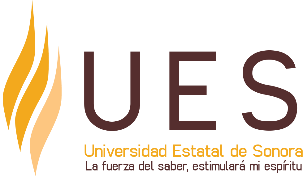 UES
Universidad Estatal de Sonora
La fuerza del saber, estimulará mi espíritu